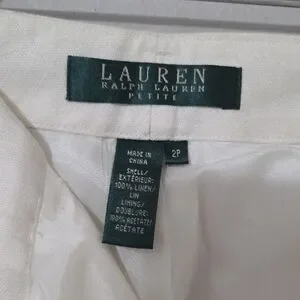 LAUREN
RALPH LAUREN
PETITE
MADE IN
CHINA
2P
SHELL/
EXTÉRIEUR:
100% LINEN/
LIN
LINING/
DOUBLURE:
100% ACETATE/
ACÉTATE